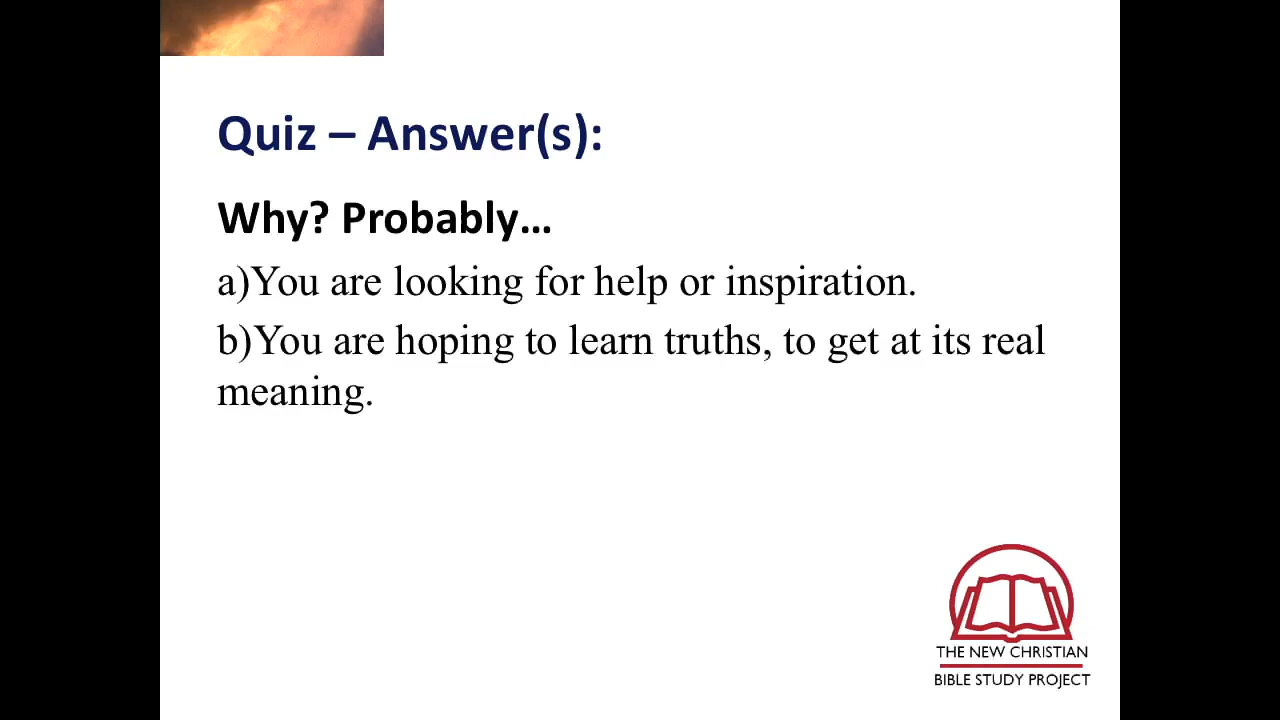 Quiz – Answer(s):
Why? Probably…
a)You are looking for help or inspiration.
b)You are hoping to learn truths, to get at its real
meaning.
THE NEW CHRISTIAN
BIBLE STUDY PROJECT